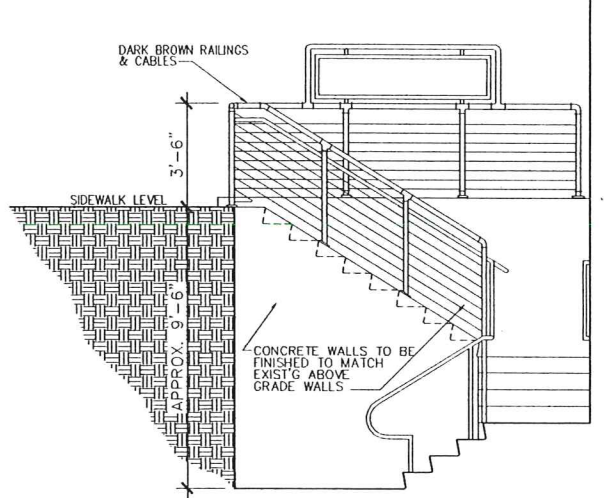 DARK BROWN RAILINGS
& CABLES
3'-6"
SIDEWALK LEVEL
APPROX. 9'-6"
CONCRETE WALLS TO BE
FINISHED TO MATCH
EXIST'G ABOVE
GRADE WALLS